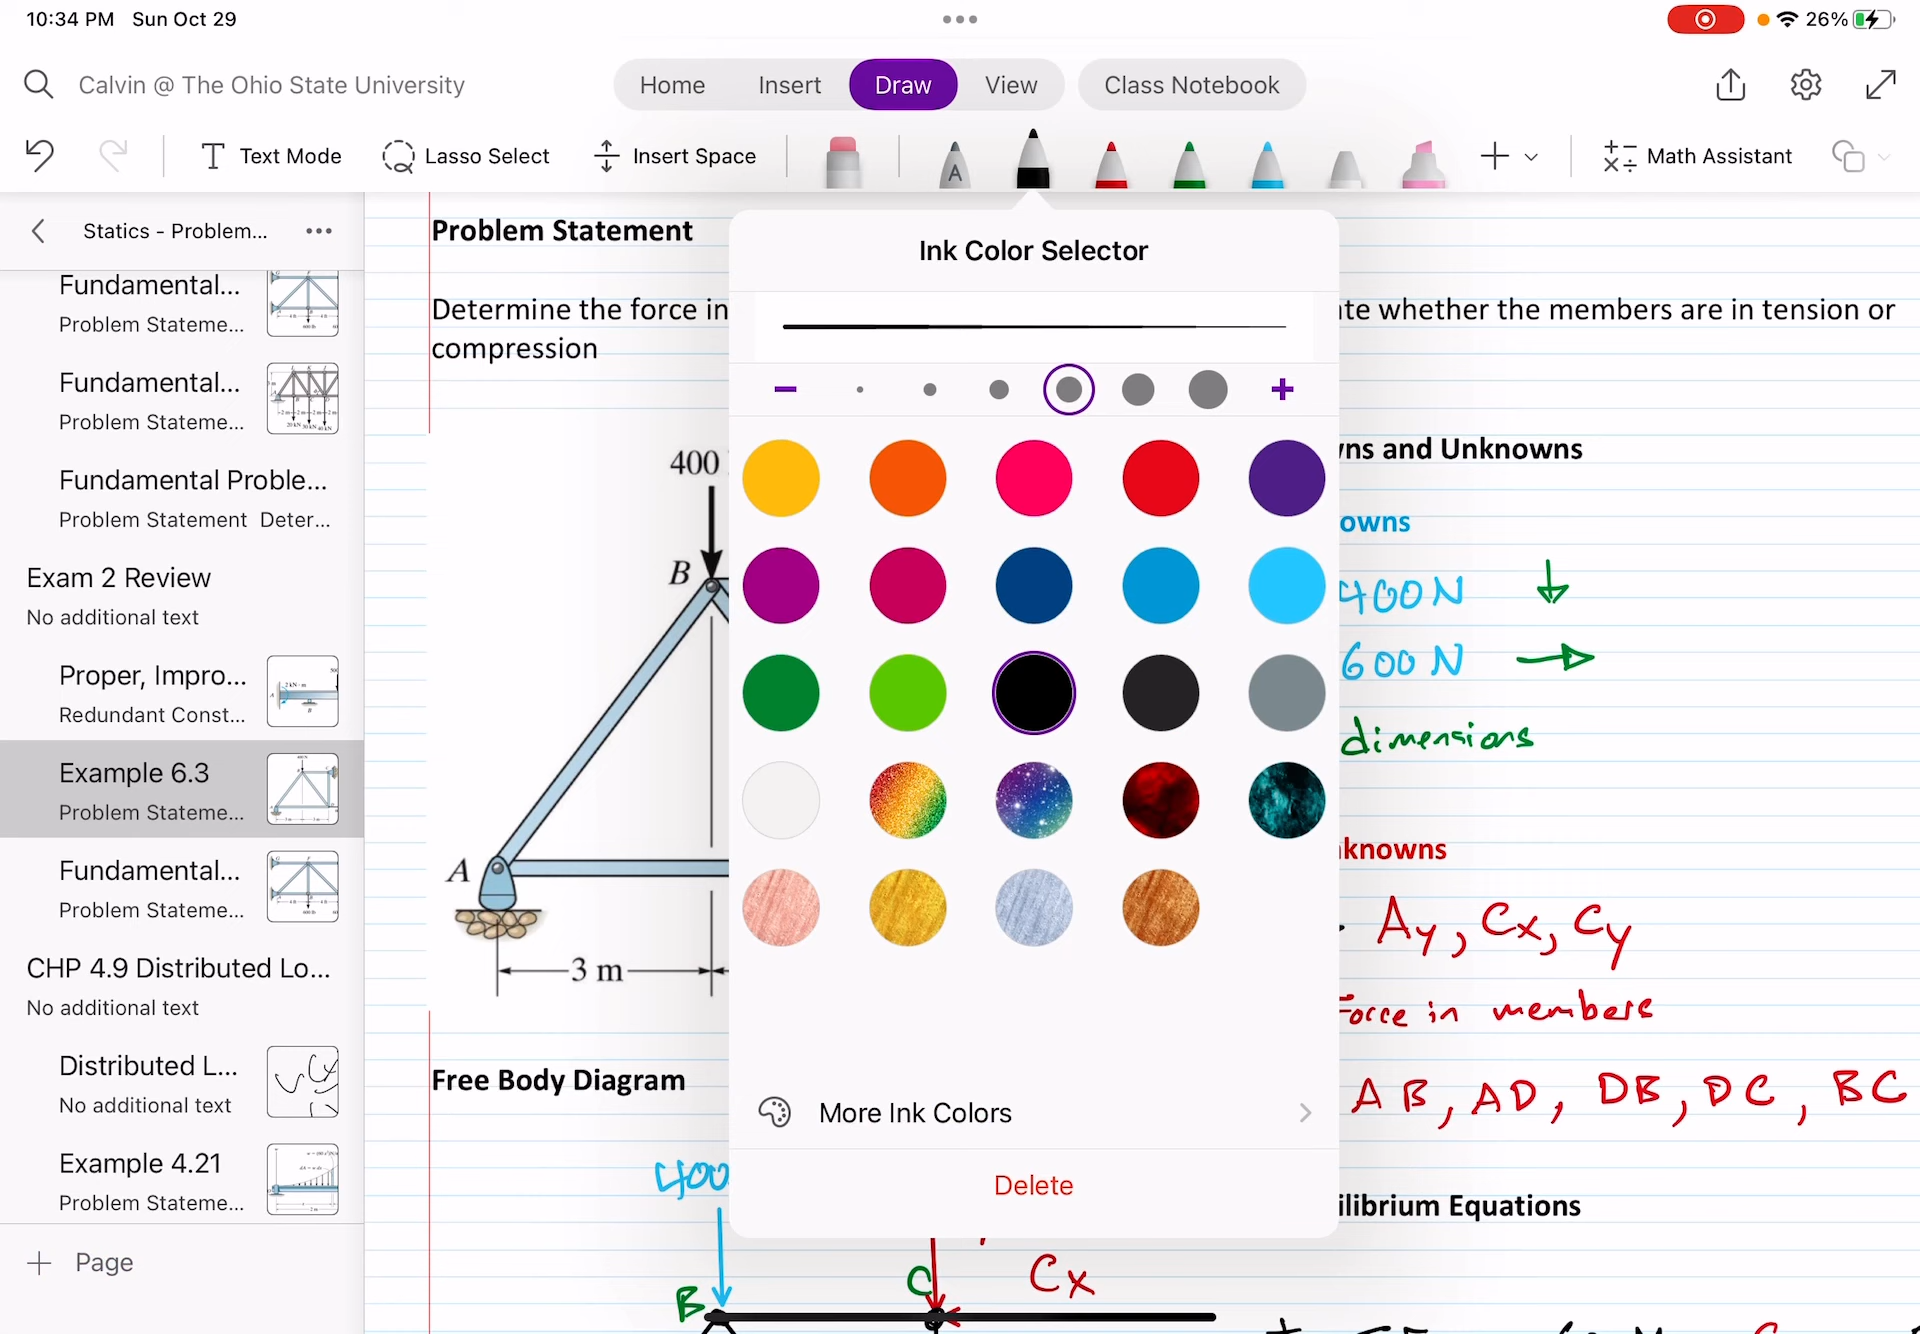 10:34 PM Sun Oct 29
26%
Calvin @ The Ohio State University
Home Insert Draw View Class Notebook
Text Mode Lasso Select Insert Space A Math Assistant
Statics - Problem...
Fundamental...
Problem Stateme...
Fundamental...
Problem Stateme...
Fundamental Proble...
Problem Statement Deter...
Exam 2 Review
No additional text
Proper, Impro...
Redundant Const...
Example 6.3
Problem Stateme...
Fundamental...
Problem Stateme...
CHP 4.9 Distributed Lo...
No additional text
Distributed L...
No additional text
Example 4.21
Problem Stateme...
Page
Problem Statement
Determine the force in
te whether the members are in tension or
compression
400
B
A
3 m
Free Body Diagram
400
B
C
Cx
Ink Color Selector
More Ink Colors
Delete
ns and Unknowns
owns
400N
600 N
dimensions
knowns
Ay, Cx, Cy
Force in members
AB, AD, DB, DC, BC
ilibrium Equations